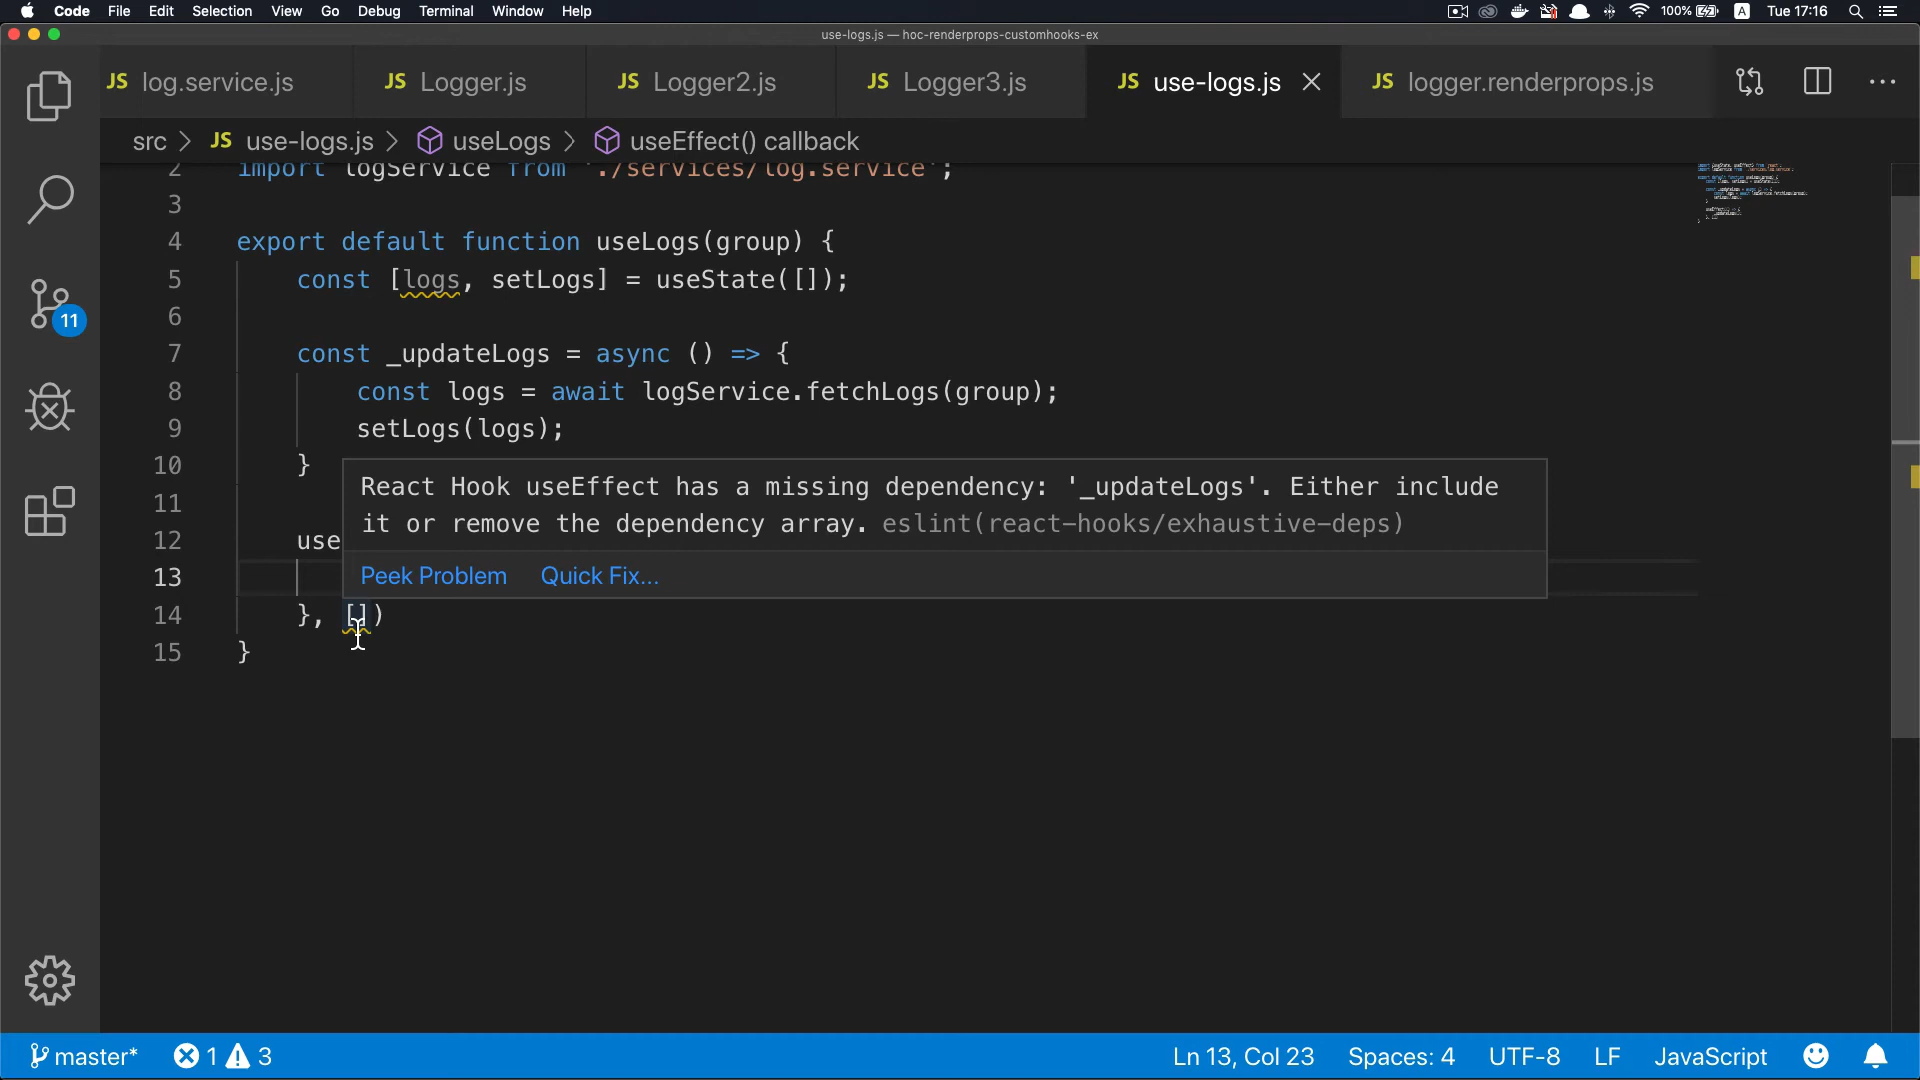 Code File Edit Selection View Go Debug Terminal Window Help 100% A Tue 17:16
use-logs.js — hoc-renderprops-customhooks-ex
JS log.service.js JS Logger.js JS Logger2.js JS Logger3.js JS use-logs.js JS logger.renderprops.js
src > JS use-logs.js > useLogs > useEffect() callback
2 import logService from './services/log.service';
3
4 export default function useLogs(group) {
5 const [logs, setLogs] = useState([]);
6
7 const _updateLogs = async () => {
8 const logs = await logService.fetchLogs(group);
9 setLogs(logs);
10 }
React Hook useEffect has a missing dependency: '_updateLogs'. Either include
11
it or remove the dependency array. eslint(react-hooks/exhaustive-deps)
12 use
13
Peek Problem Quick Fix...
14 }, [])
15 }
11
master* 1 3 Ln 13, Col 23 Spaces: 4 UTF-8 LF JavaScript